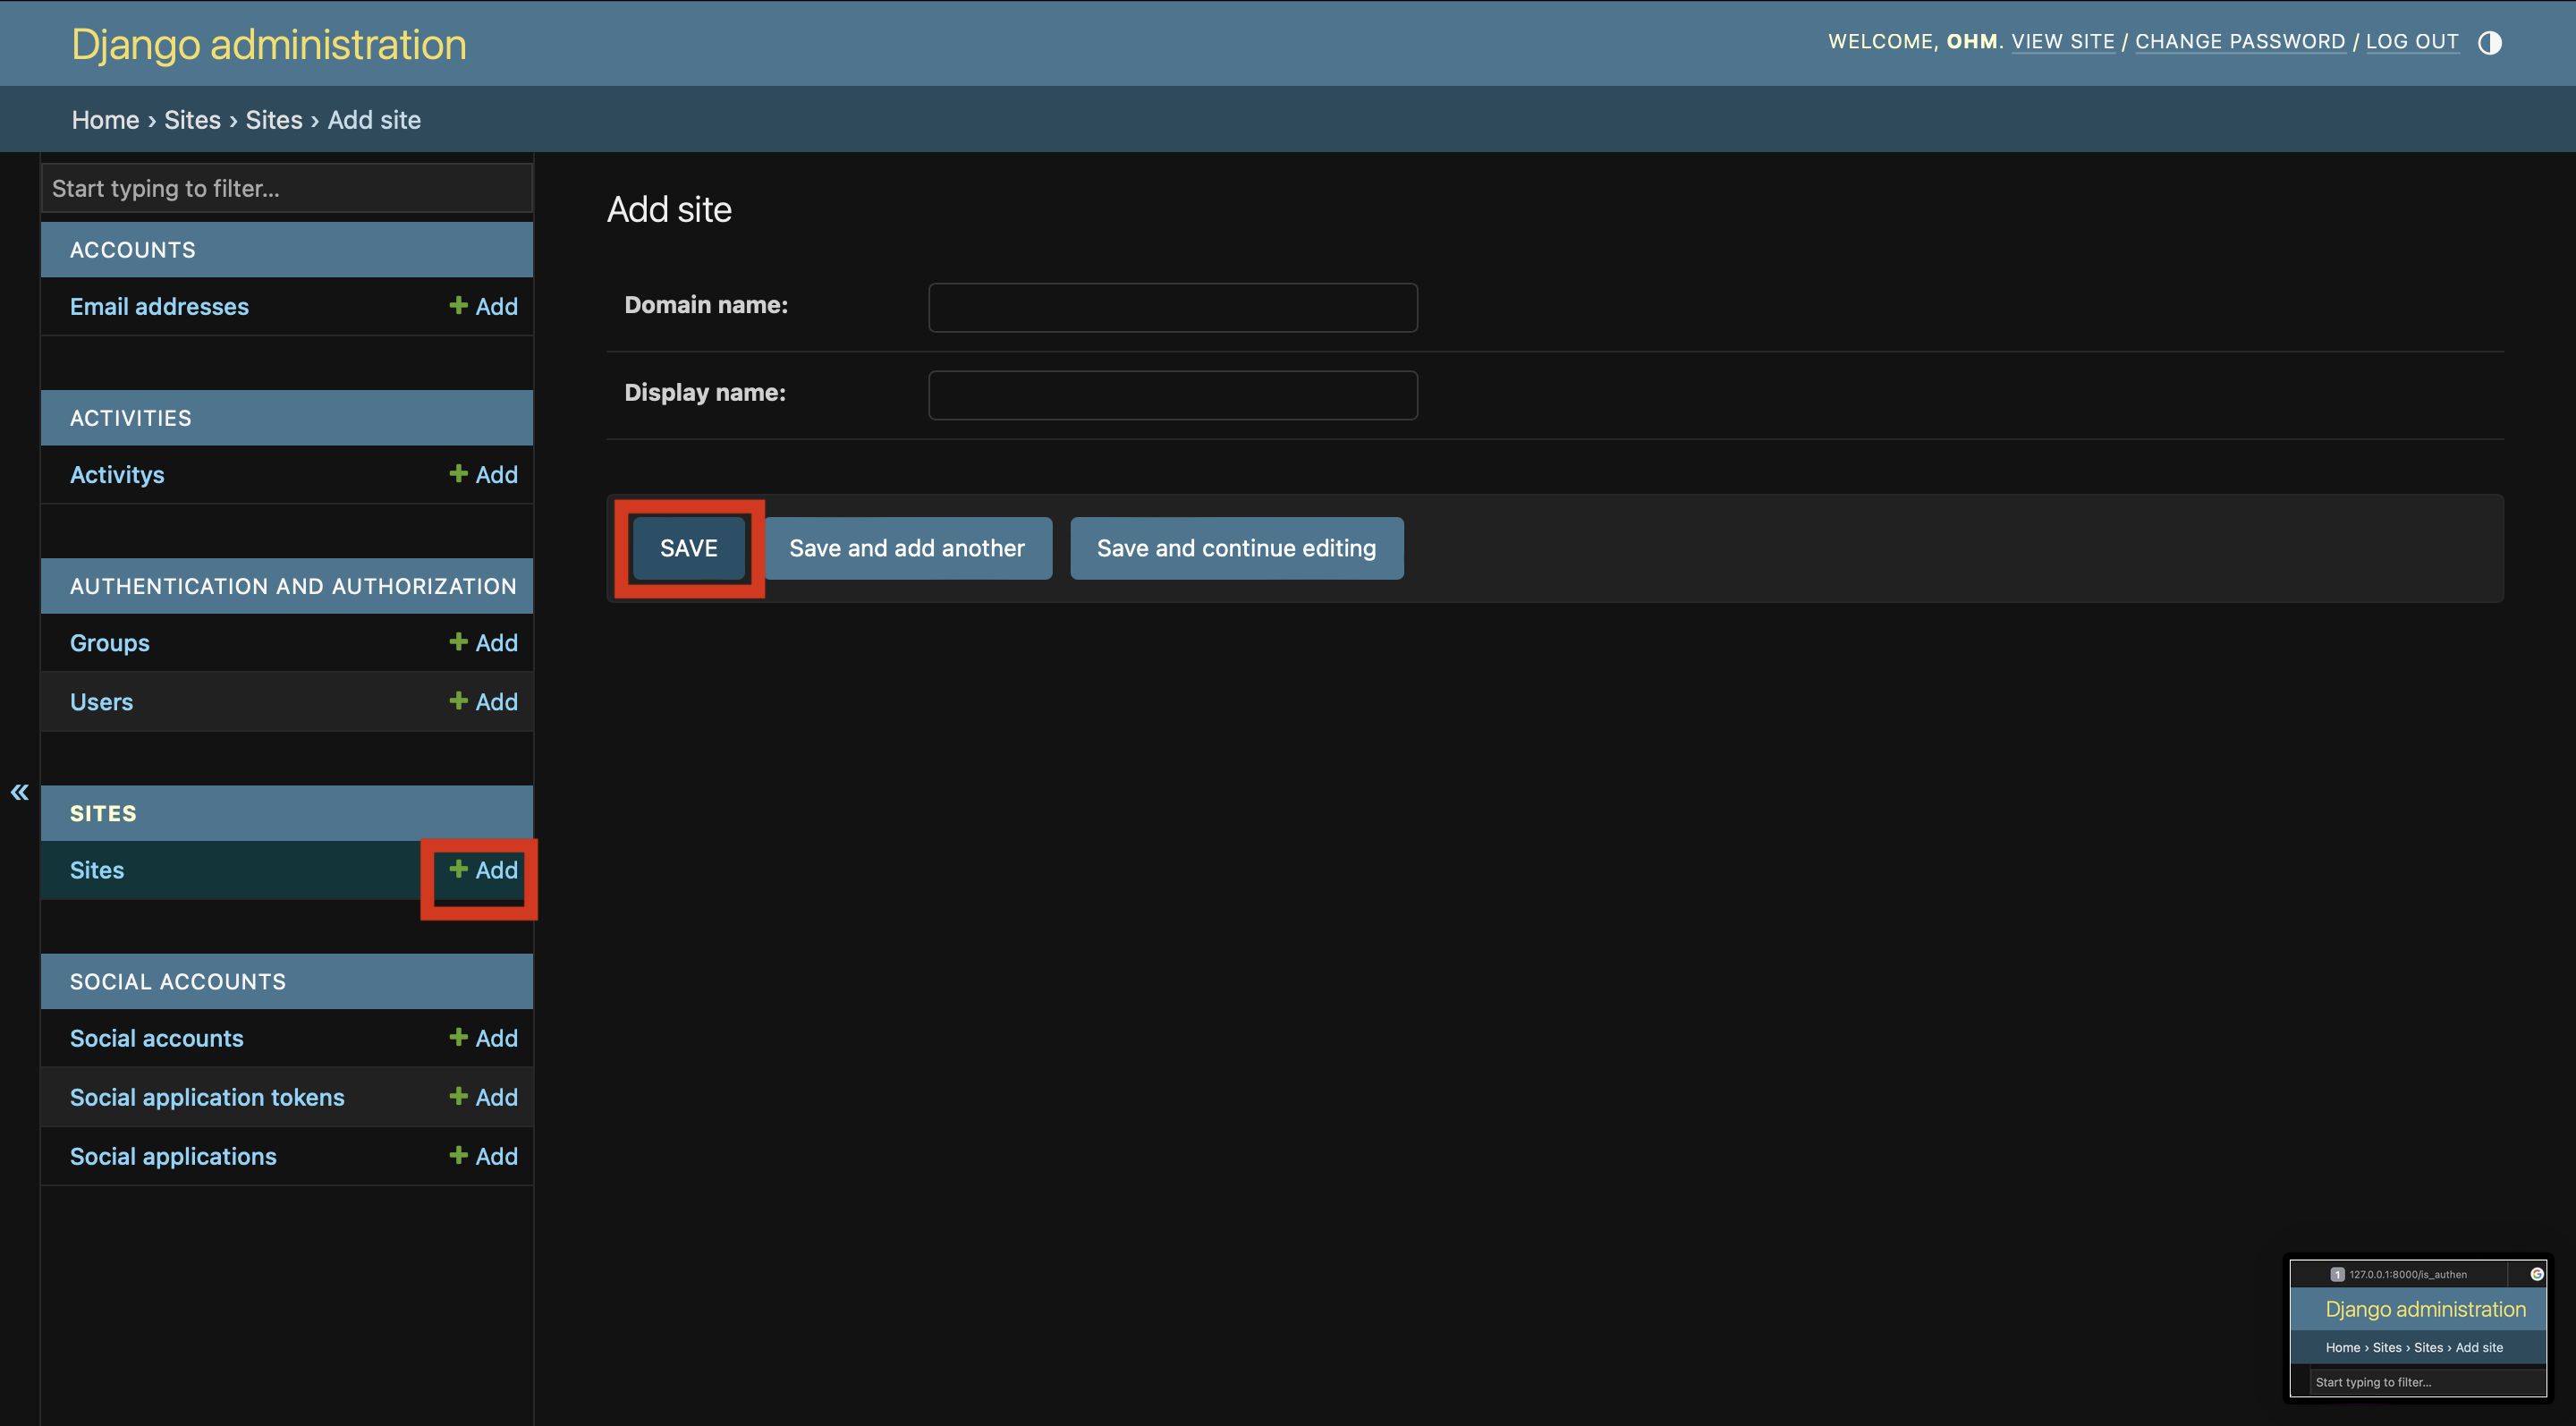 Django administration
WELCOME, OHM. VIEW SITE / CHANGE PASSWORD / LOG OUT
Home › Sites › Sites › Add site
Start typing to filter...
ACCOUNTS
Email addresses + Add
ACTIVITIES
Activitys + Add
AUTHENTICATION AND AUTHORIZATION
Groups + Add
Users + Add
«
SITES
Sites + Add
SOCIAL ACCOUNTS
Social accounts + Add
Social application tokens + Add
Social applications + Add
Add site
Domain name:
Display name:
SAVE Save and add another Save and continue editing
1 127.0.0.1:8000/is_authen G
Django administration
Home › Sites › Sites › Add site
Start typing to filter...